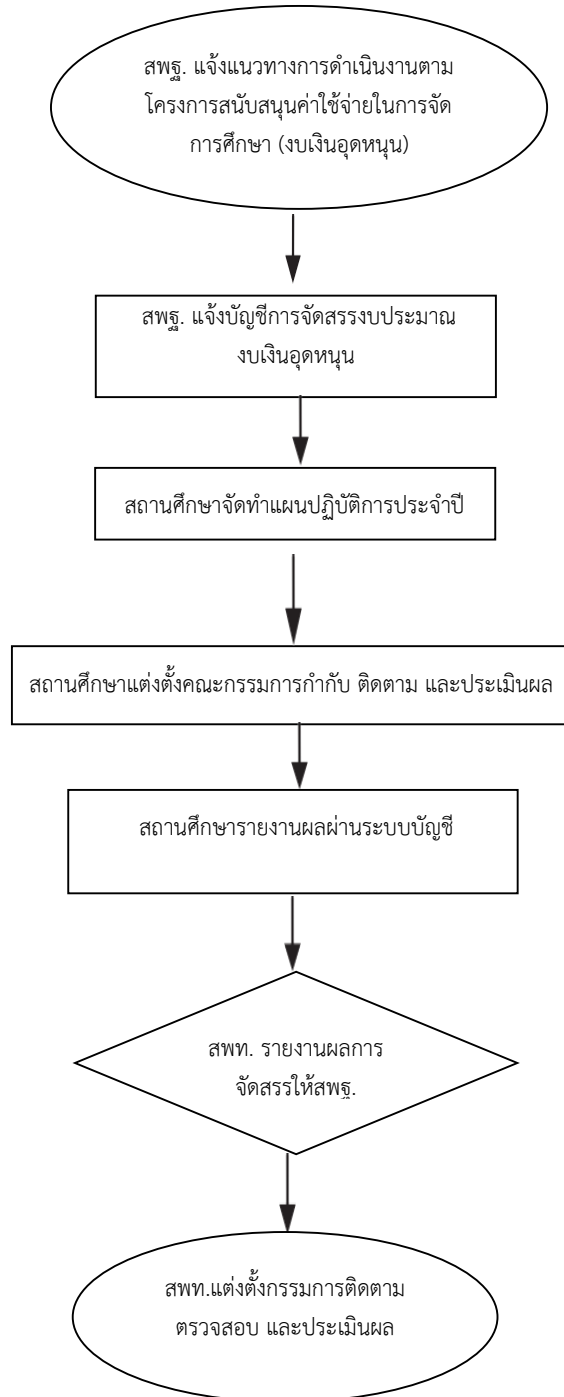 สพฐ. แจ้งแนวทางการดำเนินงานตาม
โครงการสนับสนุนค่าใช้จ่ายในการจัด
การศึกษา (งบเงินอุดหนุน)
สพฐ. แจ้งบัญชีการจัดสรรงบประมาณ
งบเงินอุดหนุน
สถานศึกษาจัดทำแผนปฏิบัติการประจำปี
สถานศึกษาแต่งตั้งคณะกรรมการกำกับ ติดตาม และประเมินผล
สถานศึกษารายงานผลผ่านระบบบัญชี
สพท. รายงานผลการ
จัดสรรให้สพฐ.
สพท.แต่งตั้งกรรมการติดตาม
ตรวจสอบ และประเมินผล